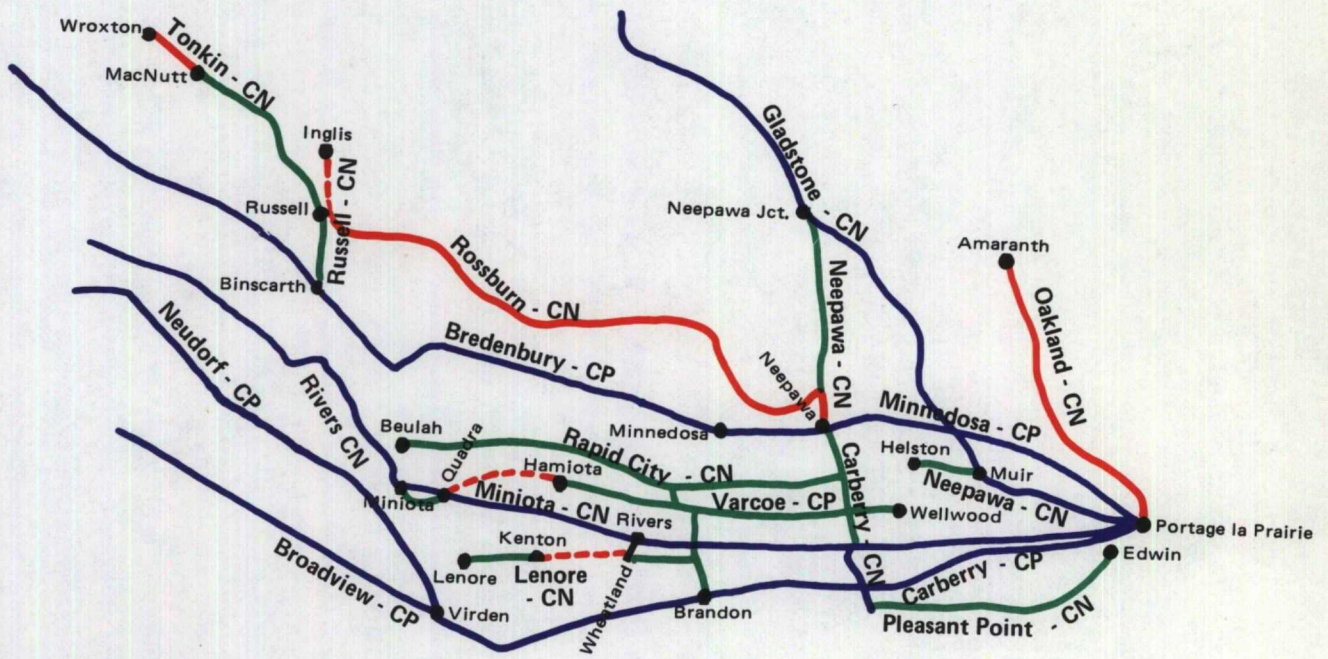 Wroxton
Tonkin - CN
MacNutt
Inglis
Russell - CN
Russell
Binscarth
Gladstone - CN
Neepawa Jct.
Amaranth
Rossburn - CN
Neepawa - CN
Oakland - CN
Bredenbury - CP
Neepawa
Minnedosa
Minnedosa - CP
Neudorf - CP
Rivers CN
Beulah
Quadra
Rapid City - CN
Carberry - CN
Helston
Muir
Hamiota
Miniota
Miniota - CN
Varcoe - CP
Wellwood
Neepawa - CN
Rivers
Portage la Prairie
Kenton
Edwin
Lenore
Lenore
- CN
Wheatland
Carberry - CP
Broadview - CP
Virden
Brandon
Pleasant Point - CN